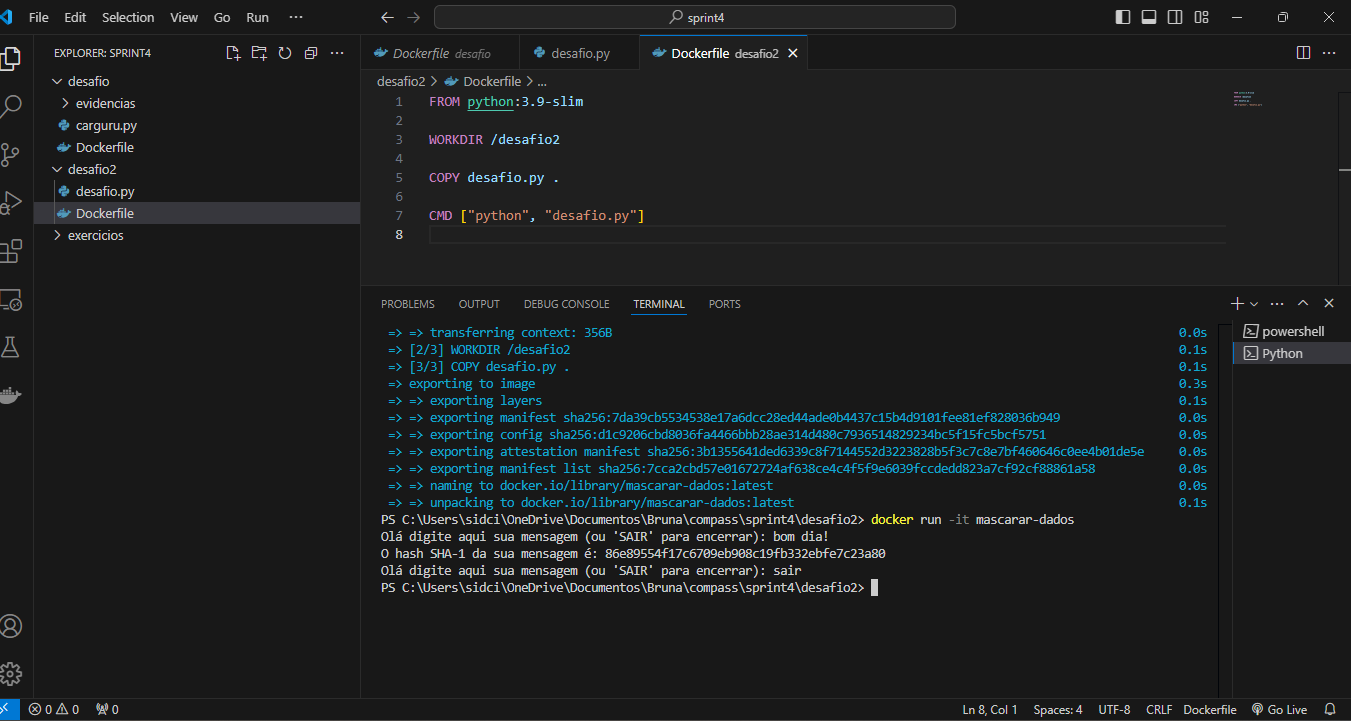 File Edit Selection View Go Run ··· sprint4
EXPLORER: SPRINT4
desafio
evidencias
carguru.py
Dockerfile
desafio2
desafio.py
Dockerfile
exercicios
Dockerfile desafio desafio.py Dockerfile desafio2
desafio2 > Dockerfile > ...
1 FROM python:3.9-slim
2
3 WORKDIR /desafio2
4
5 COPY desafio.py .
6
7 CMD ["python", "desafio.py"]
8
PROBLEMS OUTPUT DEBUG CONSOLE TERMINAL PORTS
powershell
Python
=> => transferring context: 356B 0.0s
=> [2/3] WORKDIR /desafio2 0.1s
=> [3/3] COPY desafio.py . 0.1s
=> exporting to image 0.3s
=> => exporting layers 0.1s
=> => exporting manifest sha256:7da39cb5534538e17a6dcc28ed44ade0b4437c15b4d9101fee81ef828036b949 0.0s
=> => exporting config sha256:d1c9206cbd8036fa4466bbb28ae314d480c7936514829234bc5f15fc5bcf5751 0.0s
=> => exporting attestation manifest sha256:3b1355641ded6339c8f7144552d3223828b5f3c7c8e7bf460646c0ee4b01de5e 0.0s
=> => exporting manifest list sha256:7cca2cbd57e01672724af638ce4c4f5f9e6039fccdedd823a7cf92cf88861a58 0.0s
=> => naming to docker.io/library/mascarar-dados:latest 0.0s
=> => unpacking to docker.io/library/mascarar-dados:latest 0.1s
PS C:\Users\sidci\OneDrive\Documentos\Bruna\compass\sprint4\desafio2> docker run -it mascarar-dados
Olá digite aqui sua mensagem (ou 'SAIR' para encerrar): bom dia!
O hash SHA-1 da sua mensagem é: 86e89554f17c6709eb908c19fb332ebfe7c23a80
Olá digite aqui sua mensagem (ou 'SAIR' para encerrar): sair
PS C:\Users\sidci\OneDrive\Documentos\Bruna\compass\sprint4\desafio2>
0 0 0 Ln 8, Col 1 Spaces: 4 UTF-8 CRLF Dockerfile Go Live